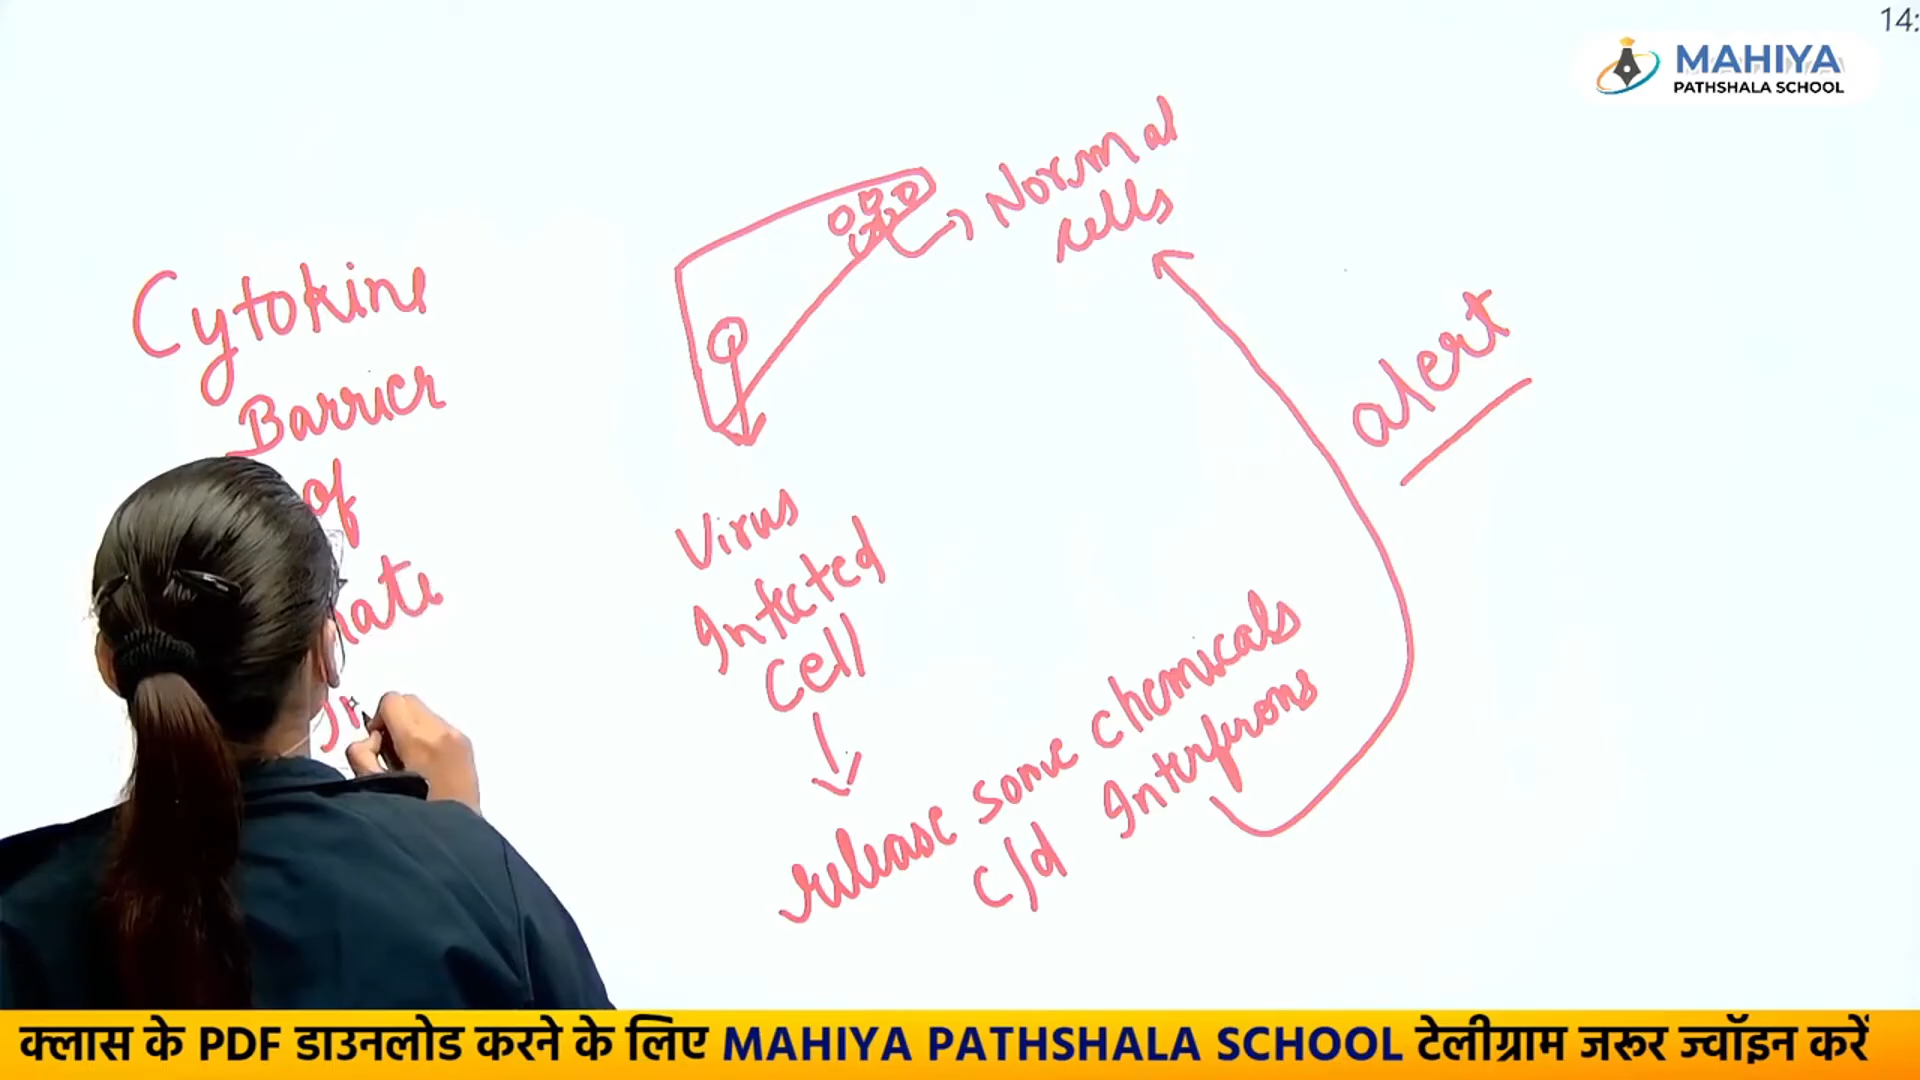 14:
MAHIYA
PATHSHALA SCHOOL
Normal
cells
Cytokine
Barrier
of
alert
Virus
Infected
Cell
release some chemicals
c/d Interferons
क्लास के PDF डाउनलोड करने के लिए MAHIYA PATHSHALA SCHOOL टेलीग्राम जरूर ज्वॉइन करें